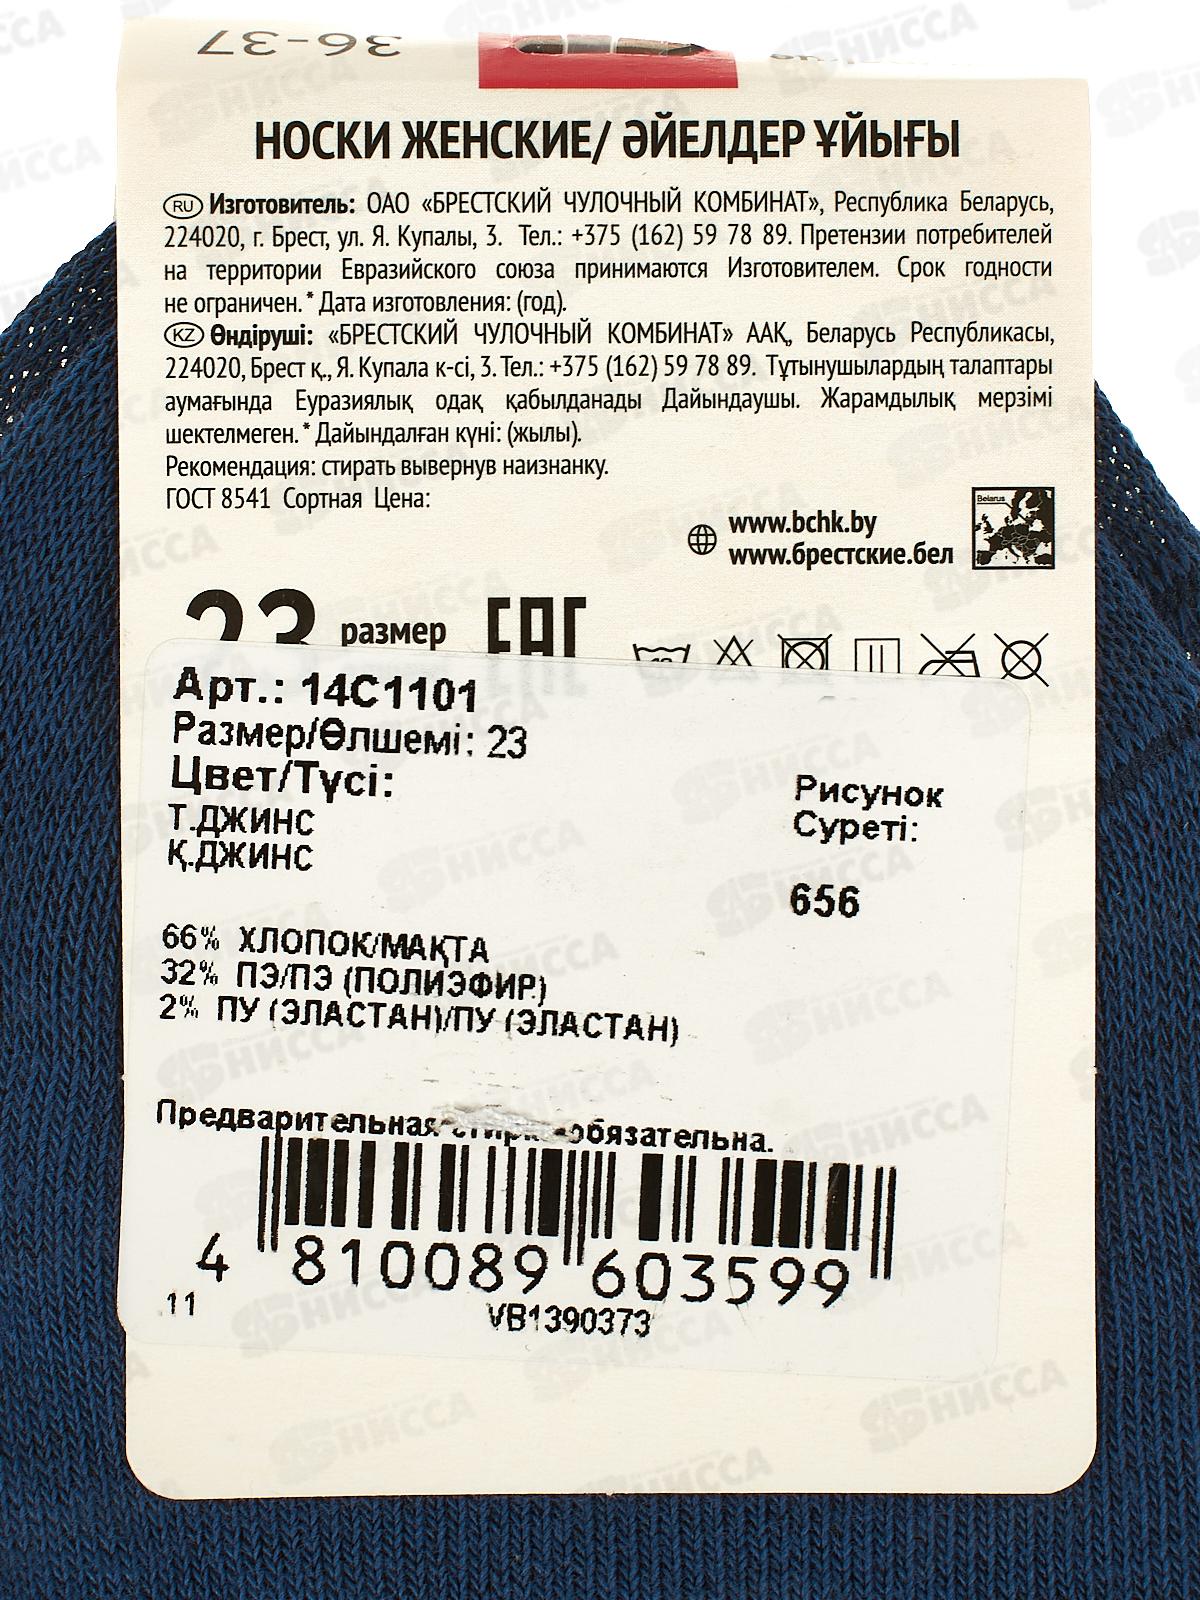 36-37
НОСКИ ЖЕНСКИЕ/ ӘЙЕЛДЕР ҰЙЫҒЫ
RU Изготовитель: ОАО «БРЕСТСКИЙ ЧУЛОЧНЫЙ КОМБИНАТ», Республика Беларусь,
224020, г. Брест, ул. Я. Купалы, 3. Тел.: +375 (162) 59 78 89. Претензии потребителей
на территории Евразийского союза принимаются Изготовителем. Срок годности
не ограничен. * Дата изготовления: (год).
KZ Өндіруші: «БРЕСТСКИЙ ЧУЛОЧНЫЙ КОМБИНАТ» ААҚ, Беларусь Республикасы,
224020, Брест қ., Я. Купала к-сі, 3. Тел.: +375 (162) 59 78 89. Тұтынушылардың талаптары
аумағында Еуразиялық одақ қабылданады Дайындаушы. Жарамдылық мерзімі
шектелмеген. * Дайындалған күні: (жылы).
Рекомендация: стирать вывернув наизнанку.
ГОСТ 8541 Сортная Цена:
www.bchk.by
www.брестские.бел
Belarus
23 размер EAC
Арт.: 14С1101
Размер/Өлшемі: 23
Цвет/Түсі:
Т.ДЖИНС
Қ.ДЖИНС
Рисунок
Суреті:
656
66% ХЛОПОК/МАҚТА
32% ПЭ/ПЭ (ПОЛИЭФИР)
2% ПУ (ЭЛАСТАН)/ПУ (ЭЛАСТАН)
Предварительная стирка обязательна.
4 810089 603599
11 VB1390373
БНИССА